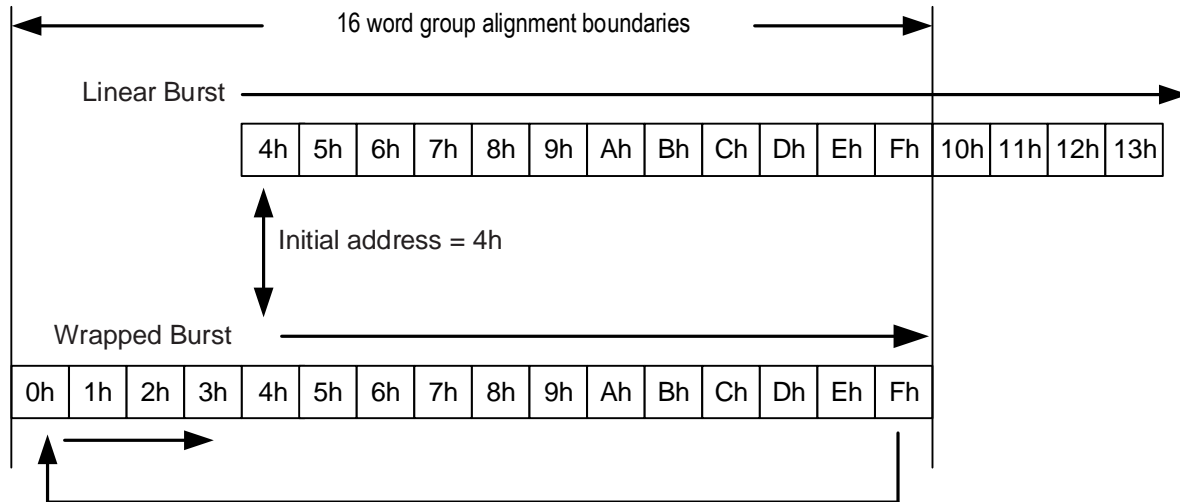 16 word group alignment boundaries
Linear Burst
4h 5h 6h 7h 8h 9h Ah Bh Ch Dh Eh Fh 10h 11h 12h 13h
Initial address = 4h
Wrapped Burst
0h 1h 2h 3h 4h 5h 6h 7h 8h 9h Ah Bh Ch Dh Eh Fh